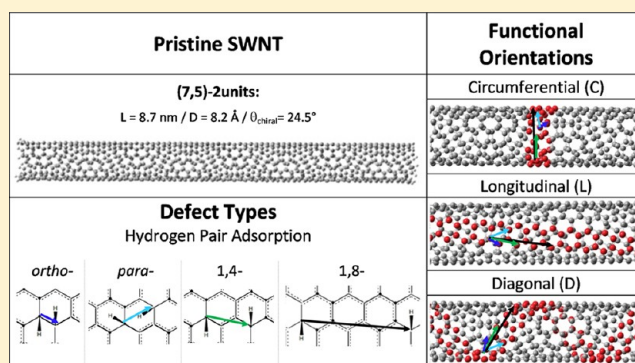 Pristine SWNT
(7,5)-2units:
L = 8.7 nm / D = 8.2 Å / θchiral= 24.5°
Defect Types
Hydrogen Pair Adsorption
ortho-
para-
1,4-
1,8-
H
H
H
H
H
H
H
H
Functional
Orientations
Circumferential (C)
Longitudinal (L)
Diagonal (D)